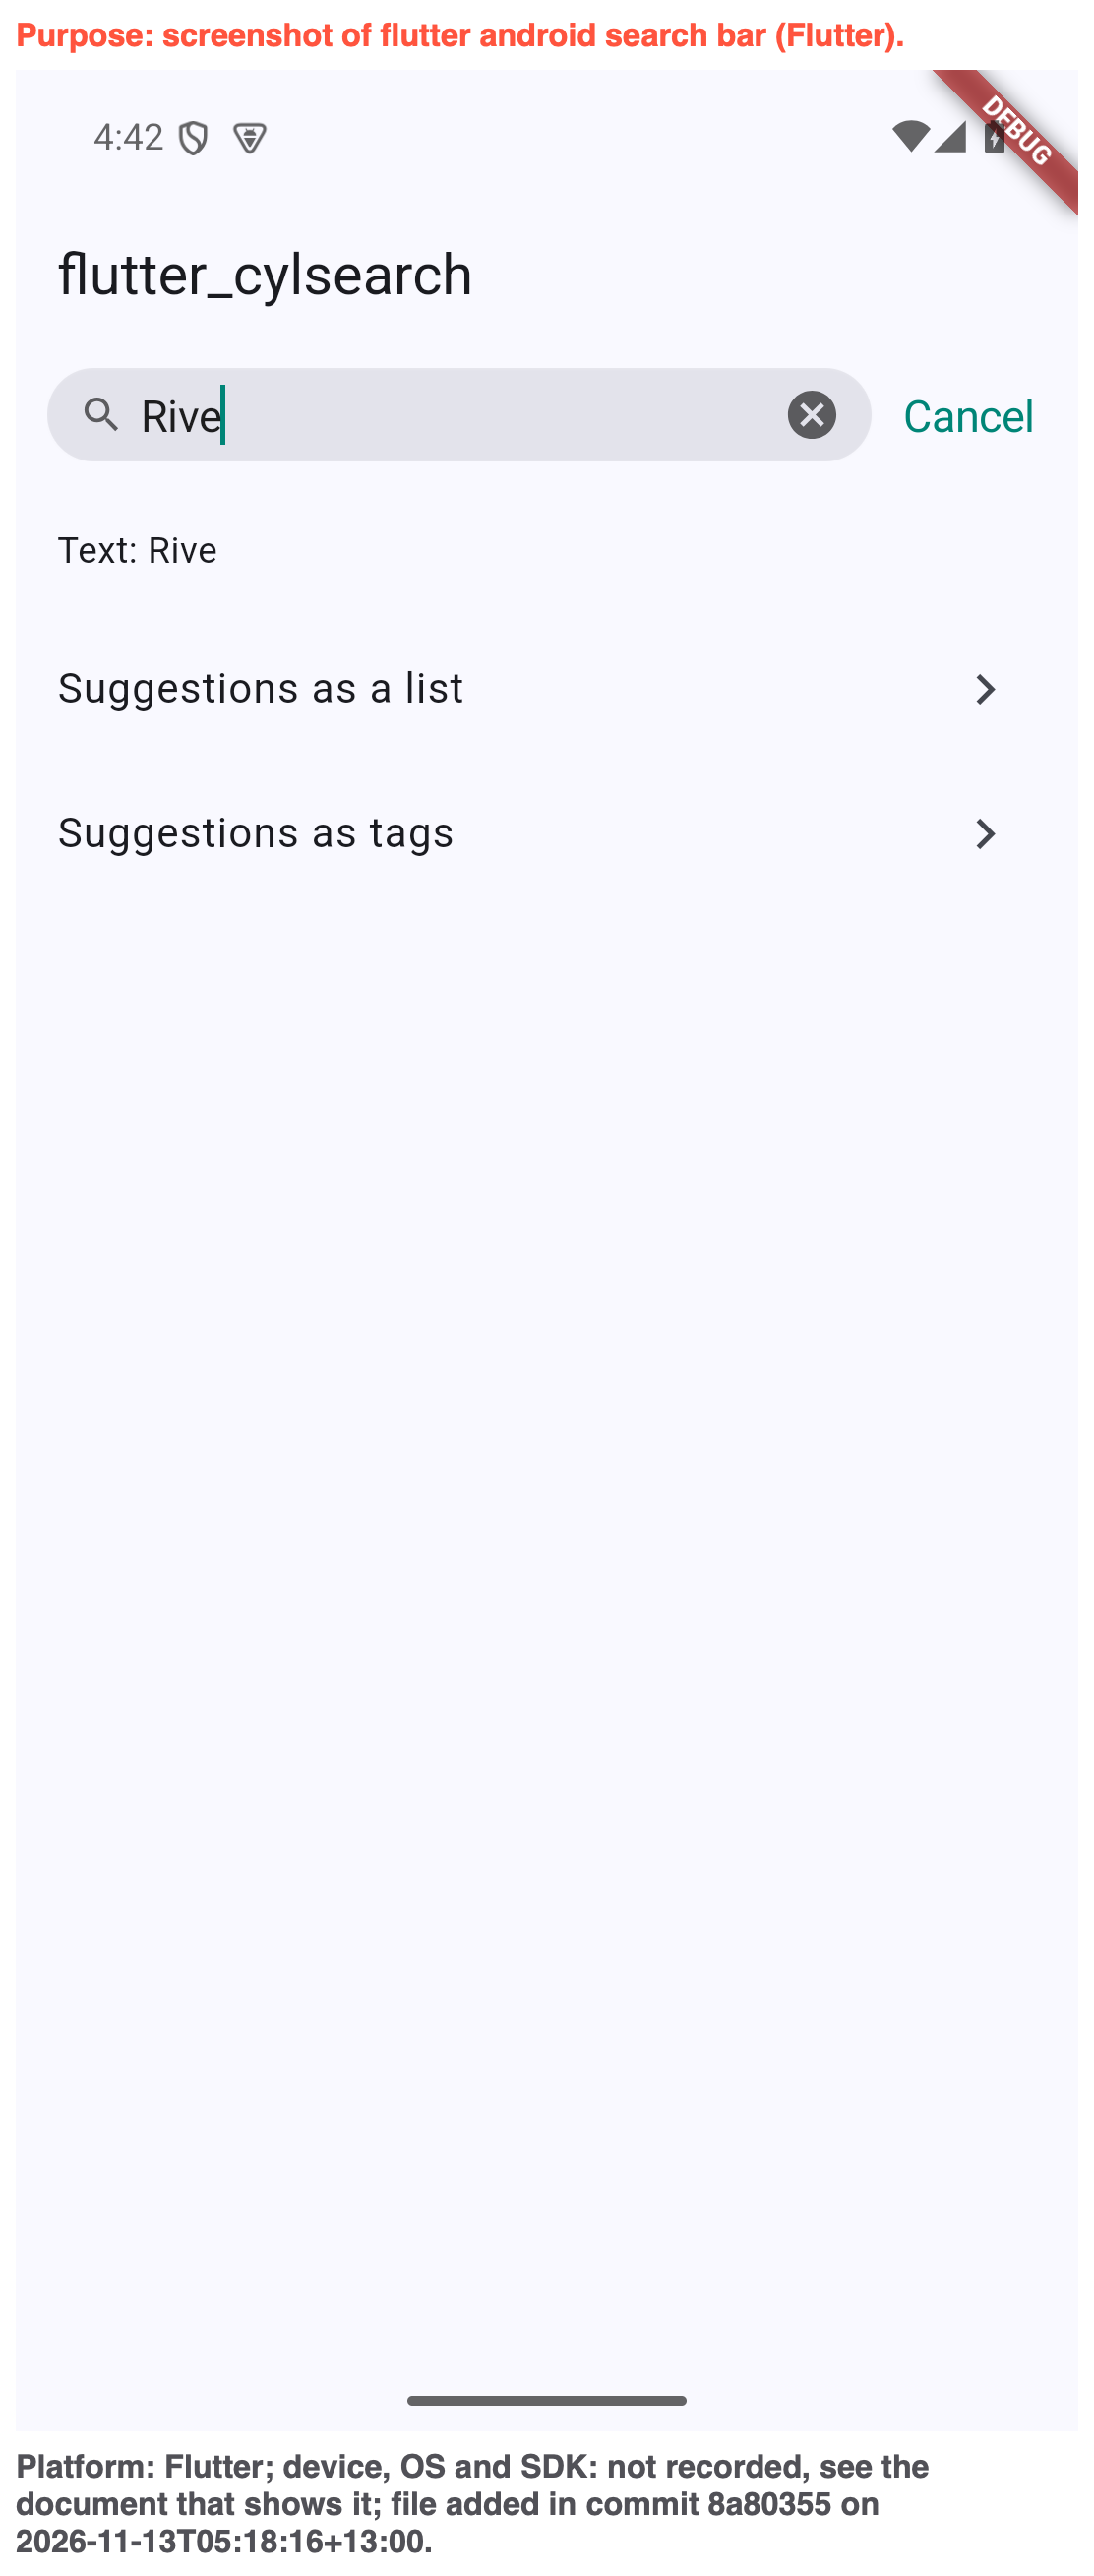 Purpose: screenshot of flutter android search bar (Flutter).
4:42
DEBUG
flutter_cylsearch
Rive
Cancel
Text: Rive
Suggestions as a list
Suggestions as tags
Platform: Flutter; device, OS and SDK: not recorded, see the
document that shows it; file added in commit 8a80355 on
2026-11-13T05:18:16+13:00.